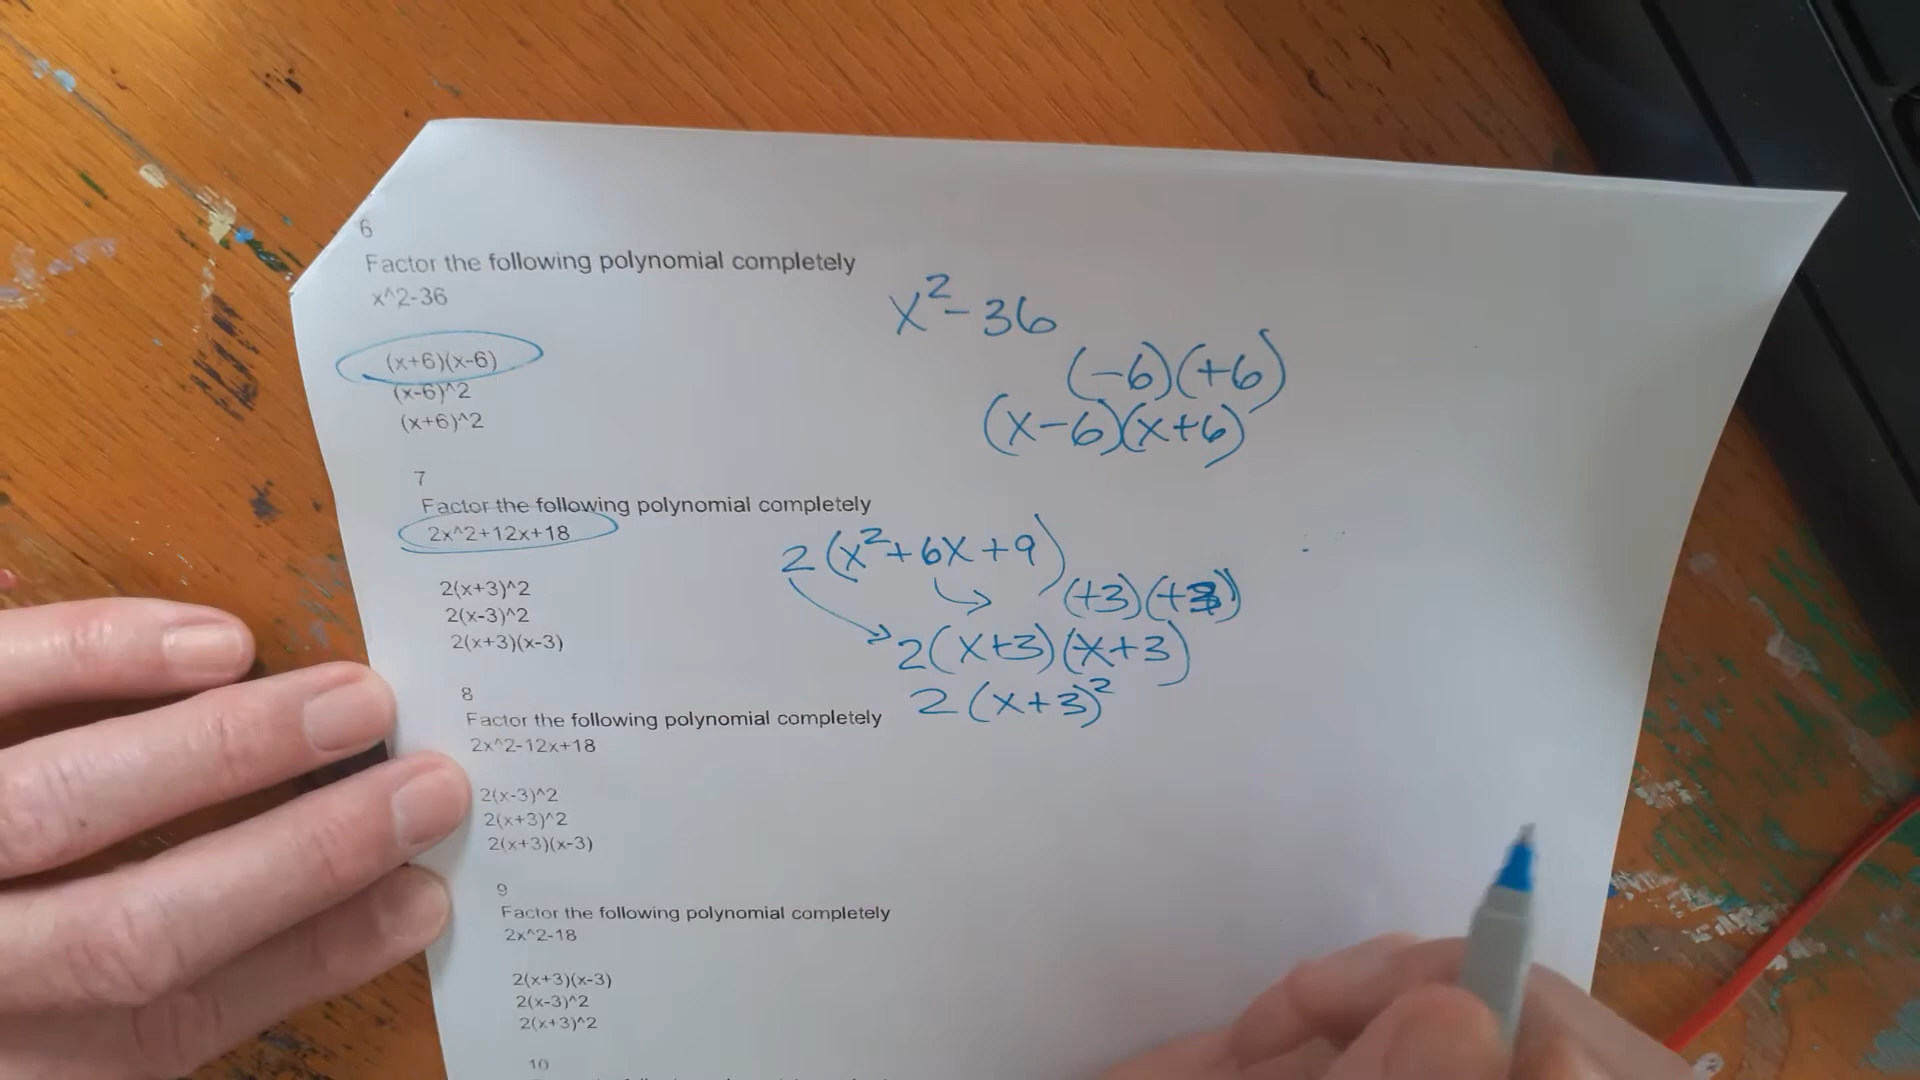 6
Factor the following polynomial completely
x^2-36
(x+6)(x-6)
(x-6)^2
(x+6)^2
x² - 36
(-6)(+6)
(x-6)(x+6)
7
Factor the following polynomial completely
2x^2+12x+18
2(x+3)^2
2(x-3)^2
2(x+3)(x-3)
2(x²+6x+9)
(+3)(+3)
2(x+3)(x+3)
2(x+3)²
8
Factor the following polynomial completely
2x^2-12x+18
2(x-3)^2
2(x+3)^2
2(x+3)(x-3)
9
Factor the following polynomial completely
2x^2-18
2(x+3)(x-3)
2(x-3)^2
2(x+3)^2
10